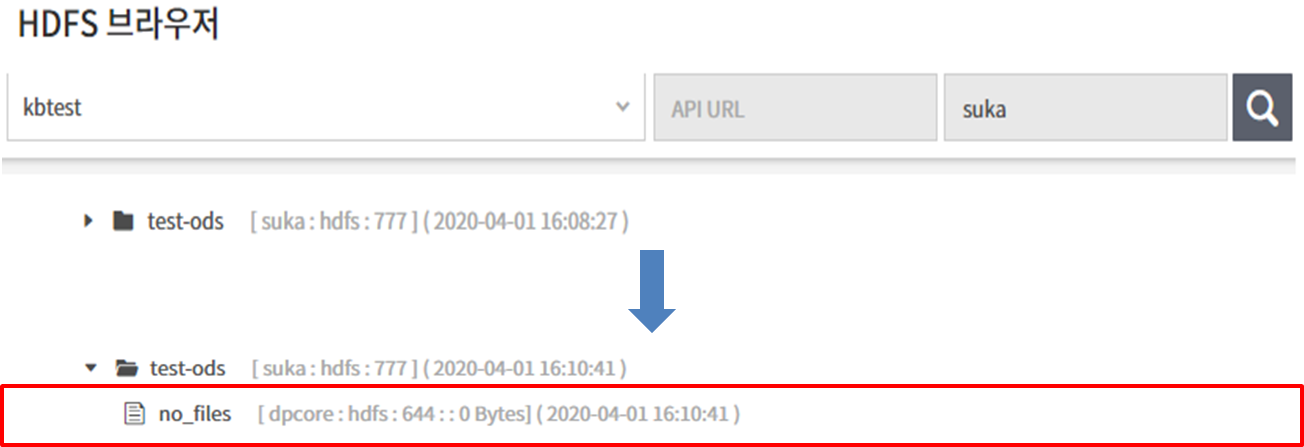 HDFS 브라우저
kbtest API URL suka
test-ods [ suka : hdfs : 777 ] ( 2020-04-01 16:08:27 )
test-ods [ suka : hdfs : 777 ] ( 2020-04-01 16:10:41 )
no_files [ dpcore : hdfs : 644 : : 0 Bytes] ( 2020-04-01 16:10:41 )